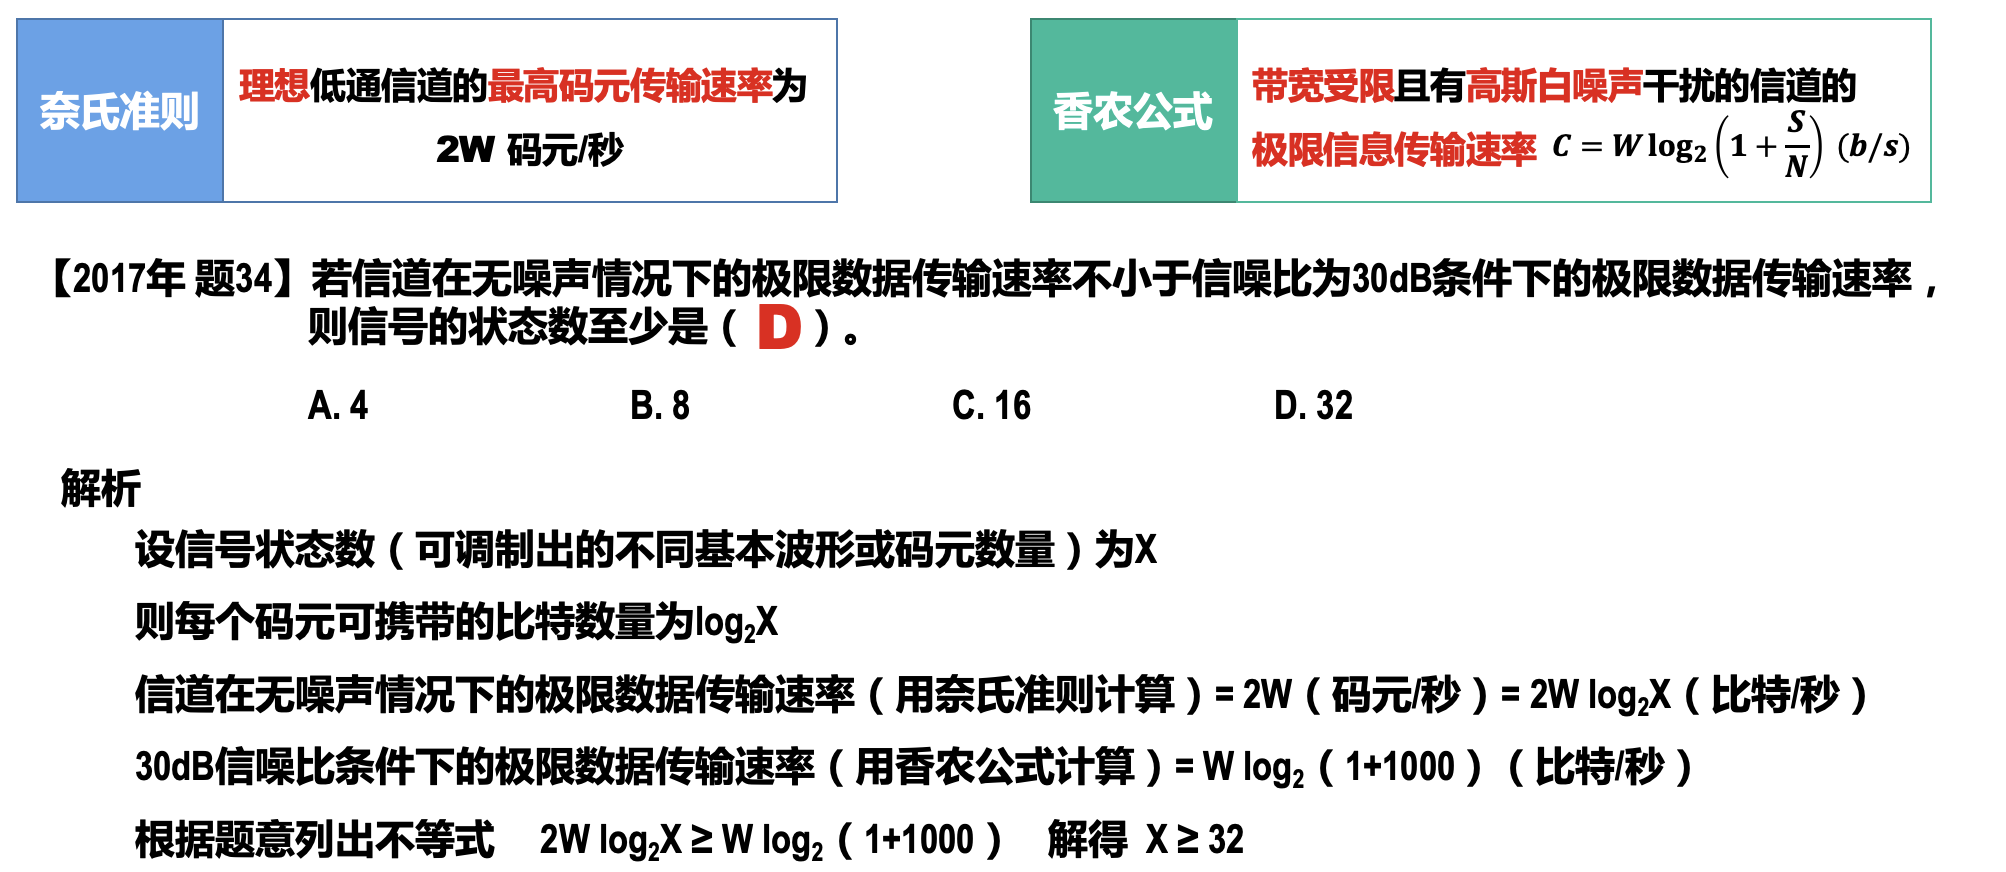 奈氏准则
理想低通信道的最高码元传输速率为
2W 码元/秒
香农公式
带宽受限且有高斯白噪声干扰的信道的
极限信息传输速率 C = W log₂(1 + S/N) (b/s)
【2017年 题34】若信道在无噪声情况下的极限数据传输速率不小于信噪比为30dB条件下的极限数据传输速率，
则信号的状态数至少是（ D ）。
A. 4 B. 8 C. 16 D. 32
解析
设信号状态数（可调制出的不同基本波形或码元数量）为X
则每个码元可携带的比特数量为log₂X
信道在无噪声情况下的极限数据传输速率（用奈氏准则计算）= 2W（码元/秒）= 2W log₂X（比特/秒）
30dB信噪比条件下的极限数据传输速率（用香农公式计算）= W log₂（1+1000）（比特/秒）
根据题意列出不等式 2W log₂X ≥ W log₂（1+1000） 解得 X ≥ 32